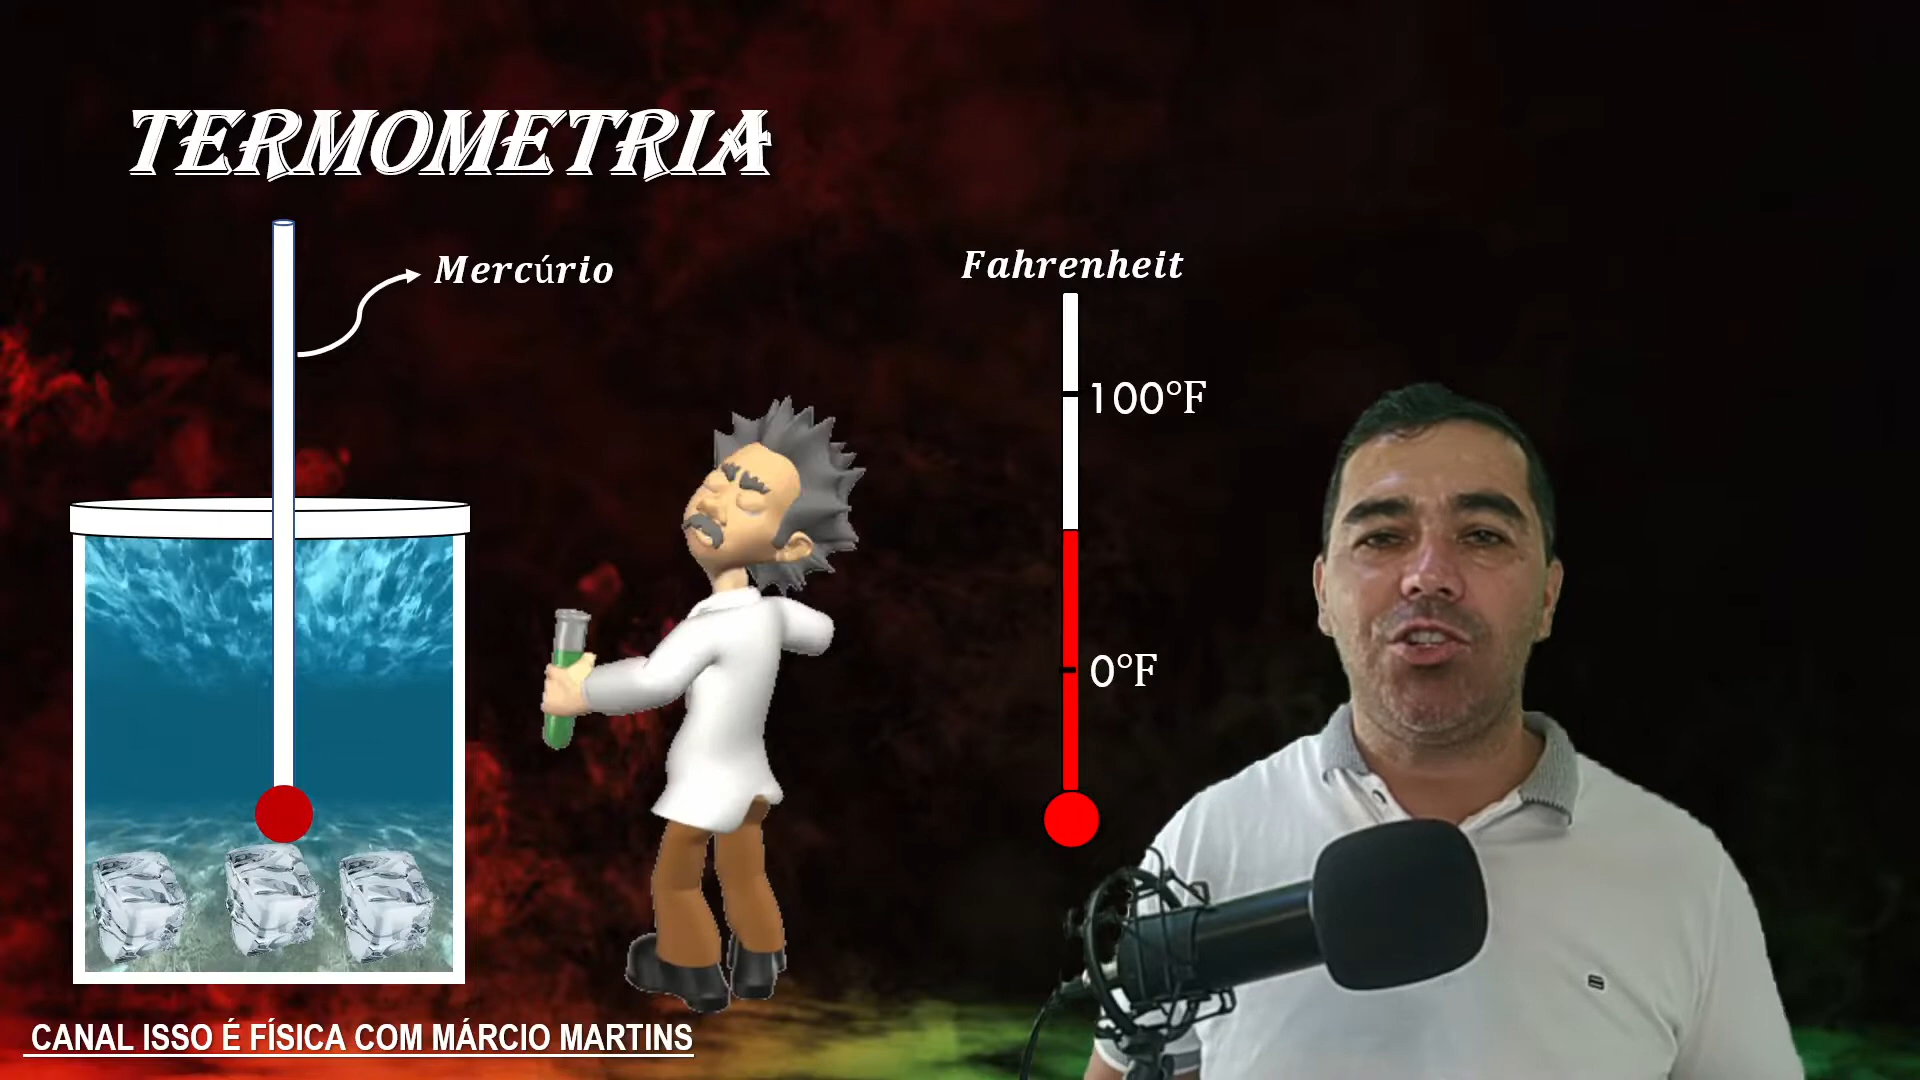 TERMOMETRIA
Mercúrio
Fahrenheit
100°F
0°F
CANAL ISSO É FÍSICA COM MÁRCIO MARTINS